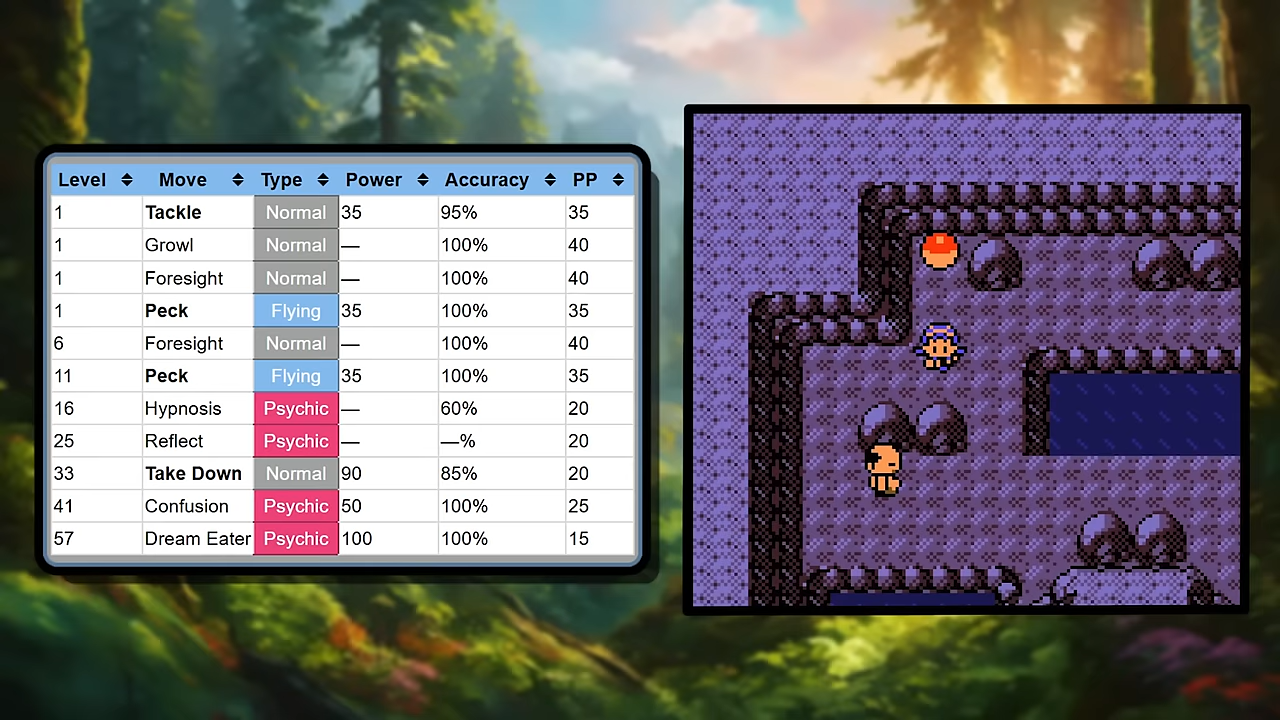 Level Move Type Power Accuracy PP
1 Tackle Normal 35 95% 35
1 Growl Normal — 100% 40
1 Foresight Normal — 100% 40
1 Peck Flying 35 100% 35
6 Foresight Normal — 100% 40
11 Peck Flying 35 100% 35
16 Hypnosis Psychic — 60% 20
25 Reflect Psychic — —% 20
33 Take Down Normal 90 85% 20
41 Confusion Psychic 50 100% 25
57 Dream Eater Psychic 100 100% 15